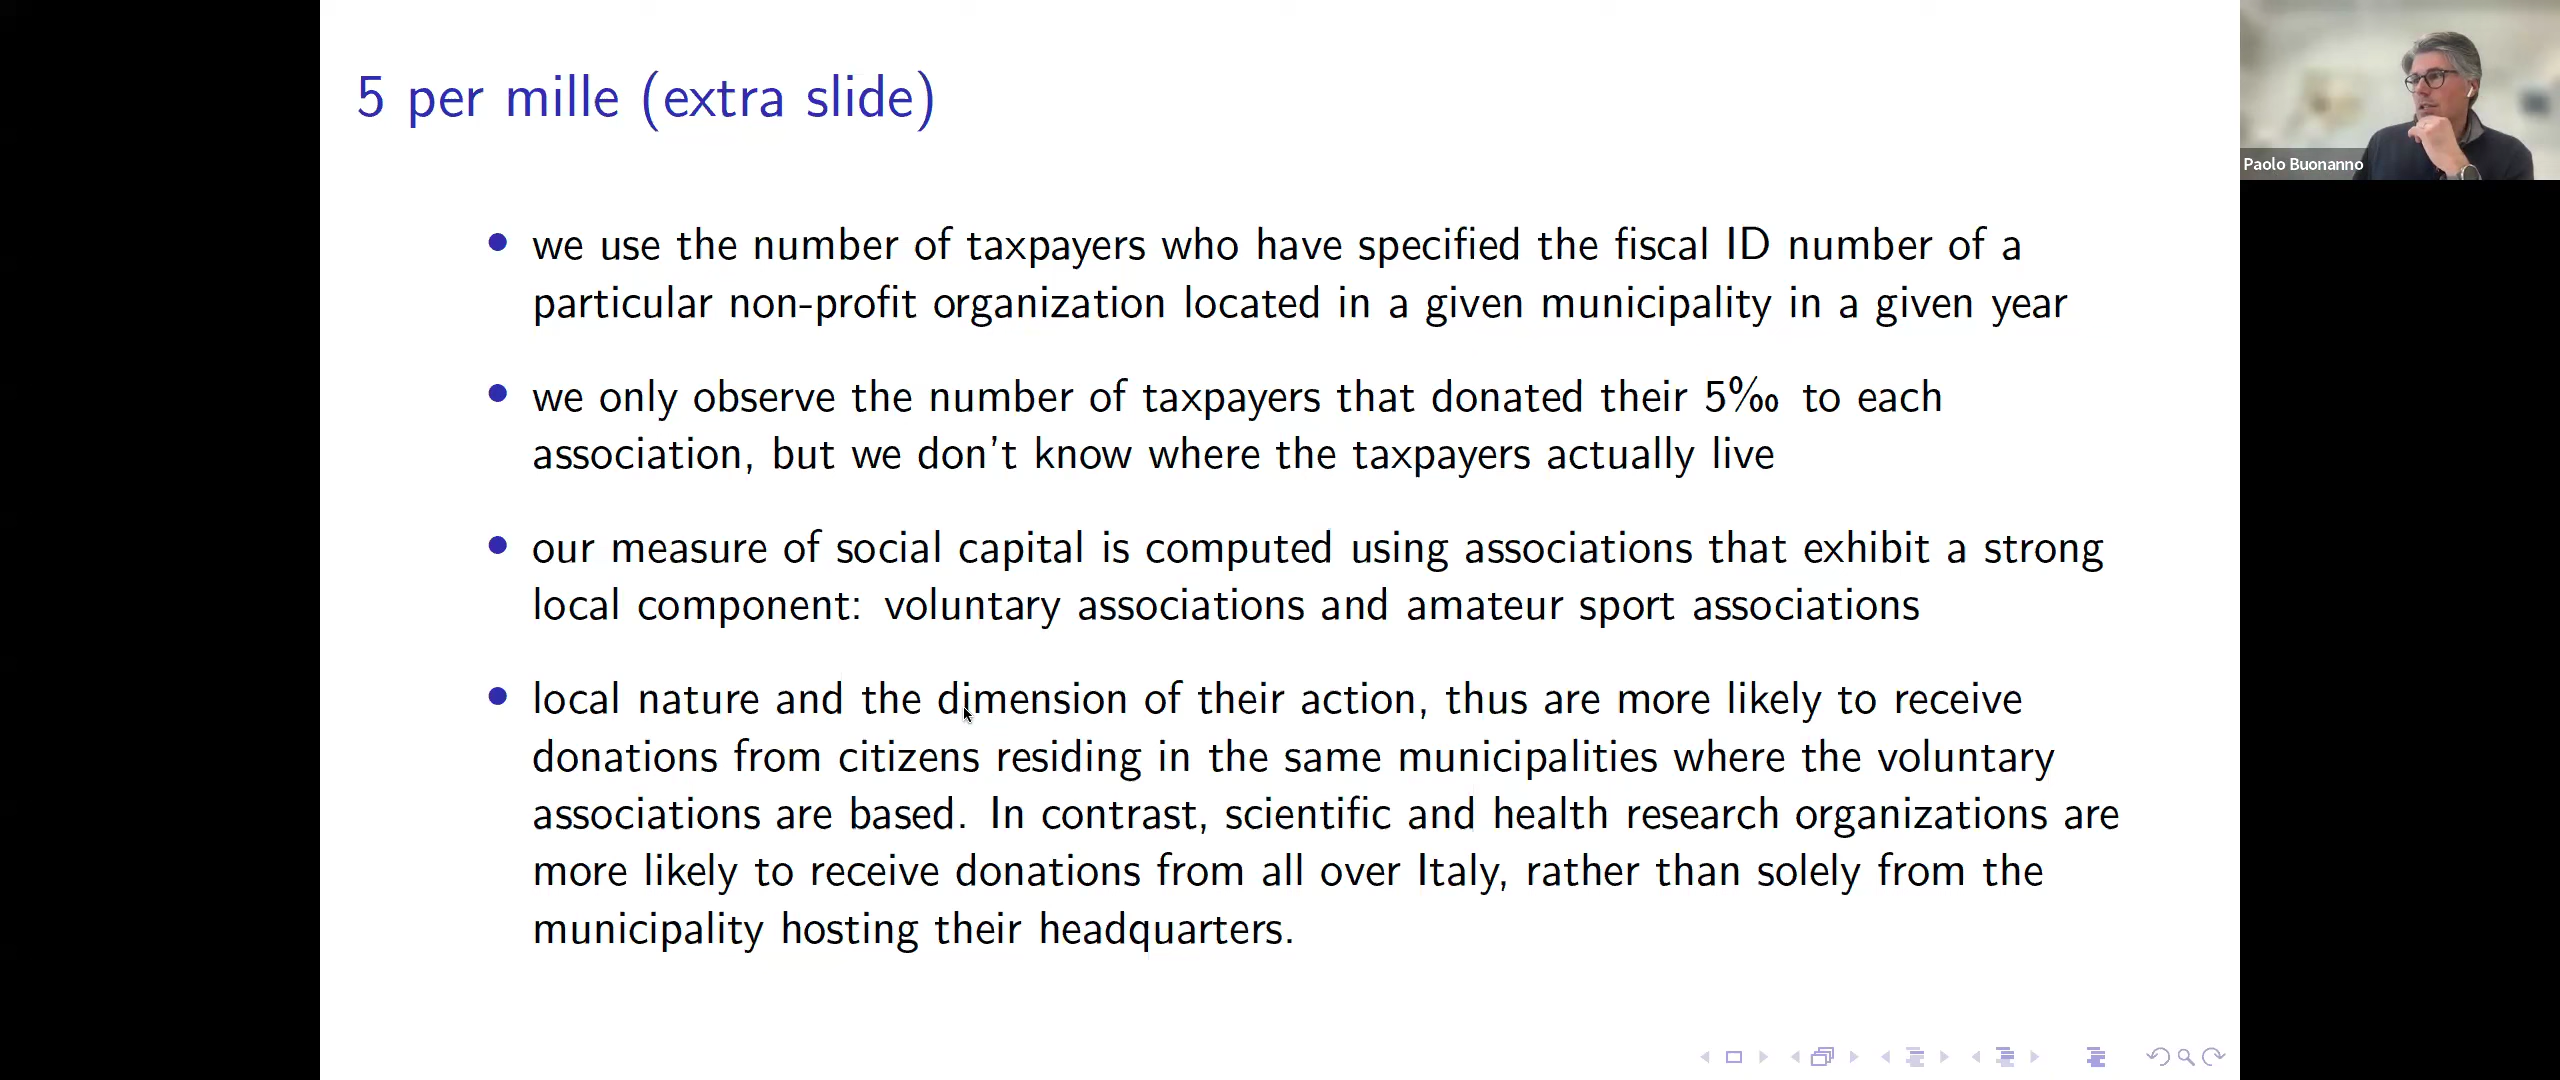 5 per mille (extra slide)
Paolo Buonanno
• we use the number of taxpayers who have specified the fiscal ID number of a
particular non-profit organization located in a given municipality in a given year
• we only observe the number of taxpayers that donated their 5‰ to each
association, but we don't know where the taxpayers actually live
• our measure of social capital is computed using associations that exhibit a strong
local component: voluntary associations and amateur sport associations
• local nature and the dimension of their action, thus are more likely to receive
donations from citizens residing in the same municipalities where the voluntary
associations are based. In contrast, scientific and health research organizations are
more likely to receive donations from all over Italy, rather than solely from the
municipality hosting their headquarters.